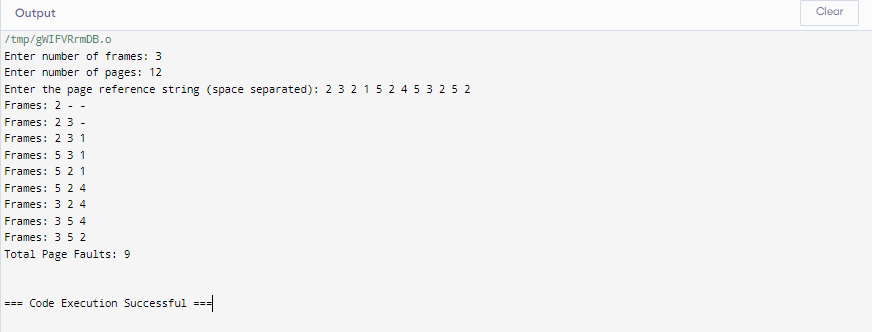 Output
Clear
/tmp/gWIFVRrmDB.o
Enter number of frames: 3
Enter number of pages: 12
Enter the page reference string (space separated): 2 3 2 1 5 2 4 5 3 2 5 2
Frames: 2 - -
Frames: 2 3 -
Frames: 2 3 1
Frames: 5 3 1
Frames: 5 2 1
Frames: 5 2 4
Frames: 3 2 4
Frames: 3 5 4
Frames: 3 5 2
Total Page Faults: 9
=== Code Execution Successful ===